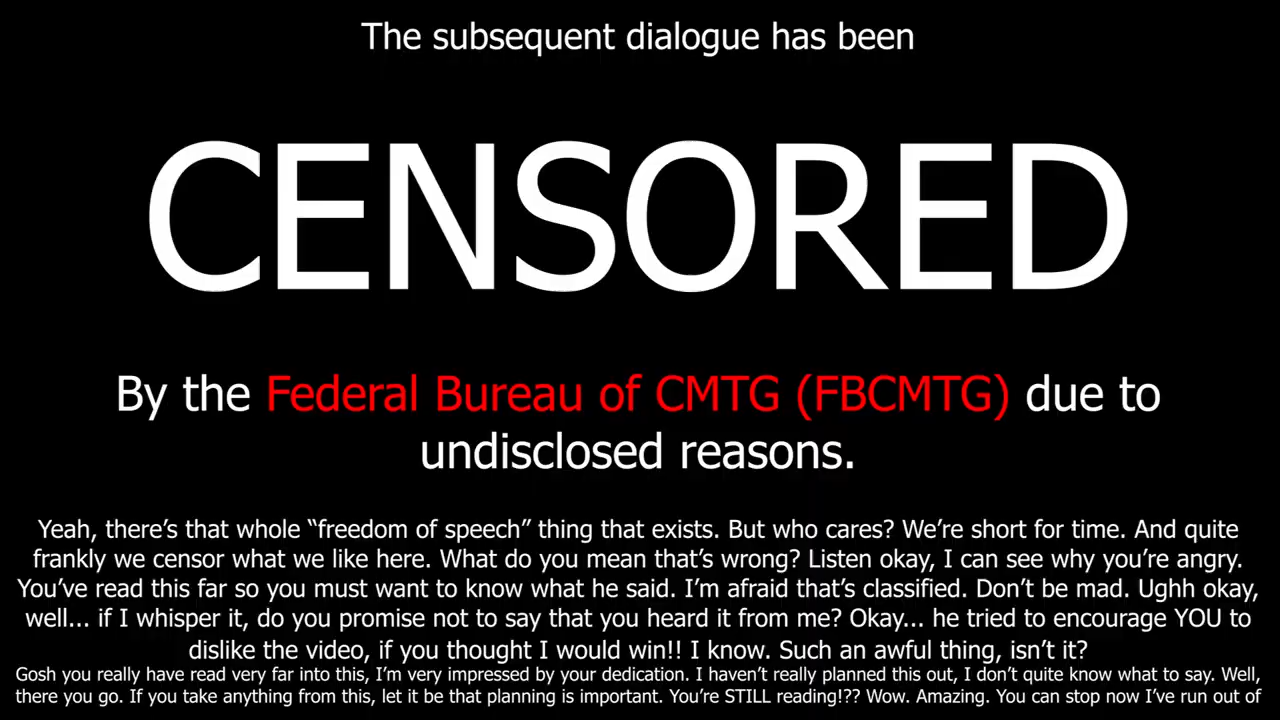 The subsequent dialogue has been
CENSORED
By the Federal Bureau of CMTG (FBCMTG) due to
undisclosed reasons.
Yeah, there’s that whole “freedom of speech” thing that exists. But who cares? We’re short for time. And quite
frankly we censor what we like here. What do you mean that’s wrong? Listen okay, I can see why you’re angry.
You’ve read this far so you must want to know what he said. I’m afraid that’s classified. Don’t be mad. Ughh okay,
well... if I whisper it, do you promise not to say that you heard it from me? Okay... he tried to encourage YOU to
dislike the video, if you thought I would win!! I know. Such an awful thing, isn’t it?
Gosh you really have read very far into this, I’m very impressed by your dedication. I haven’t really planned this out, I don’t quite know what to say. Well,
there you go. If you take anything from this, let it be that planning is important. You’re STILL reading!?? Wow. Amazing. You can stop now I’ve run out of